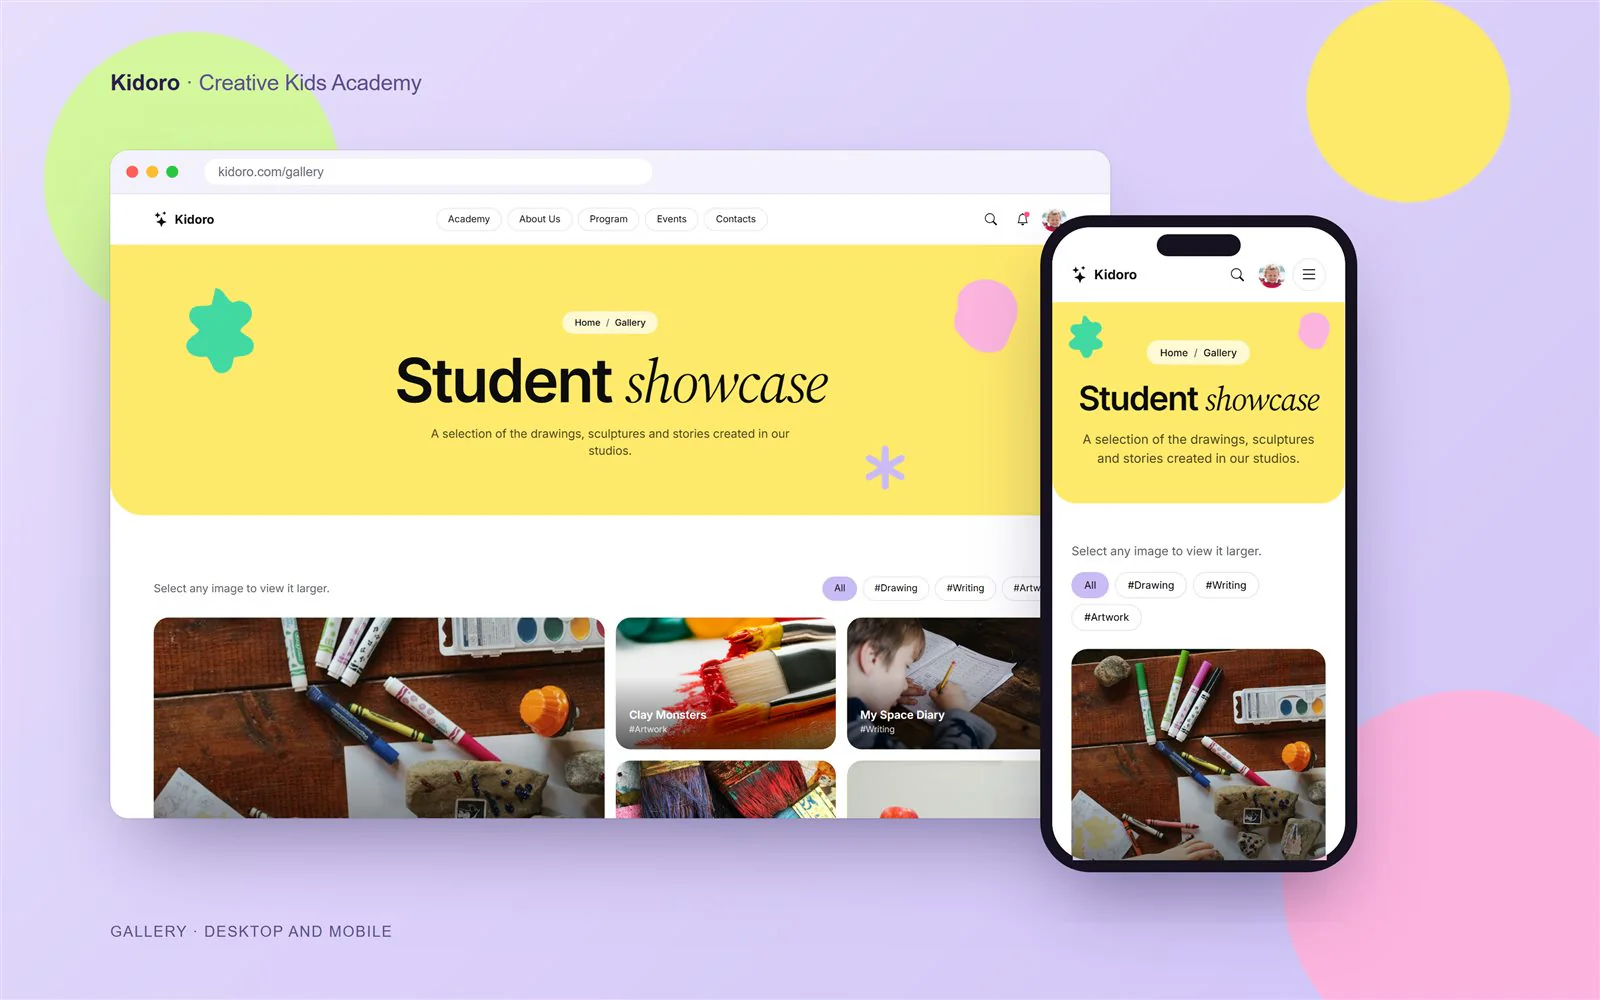 Kidoro · Creative Kids Academy
kidoro.com/gallery
Kidoro
Academy
About Us
Program
Events
Contacts
Home / Gallery
Student showcase
A selection of the drawings, sculptures and stories created in our
studios.
Select any image to view it larger.
All
#Drawing
#Writing
#Artw
Clay Monsters
#Artwork
My Space Diary
#Writing
Kidoro
Home / Gallery
Student showcase
A selection of the drawings, sculptures
and stories created in our studios.
Select any image to view it larger.
All
#Drawing
#Writing
#Artwork
GALLERY · DESKTOP AND MOBILE